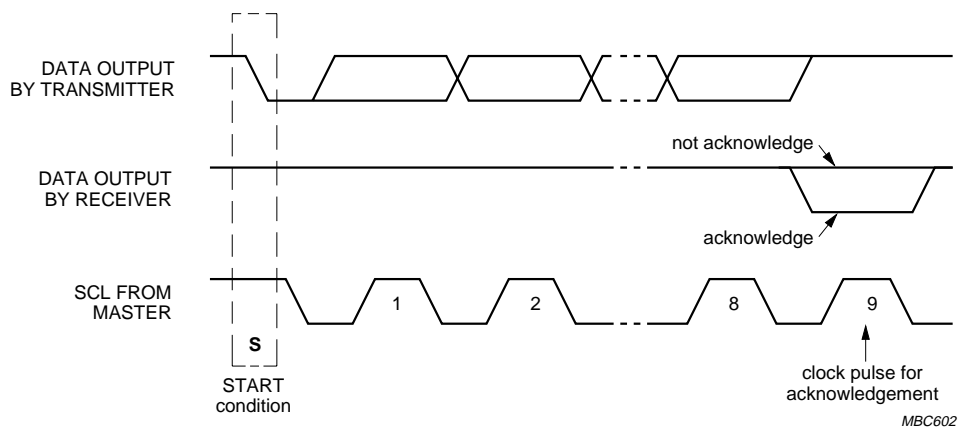 DATA OUTPUT
BY TRANSMITTER
not acknowledge
DATA OUTPUT
BY RECEIVER
acknowledge
SCL FROM
MASTER
1
2
8
9
S
START
condition
clock pulse for
acknowledgement
MBC602